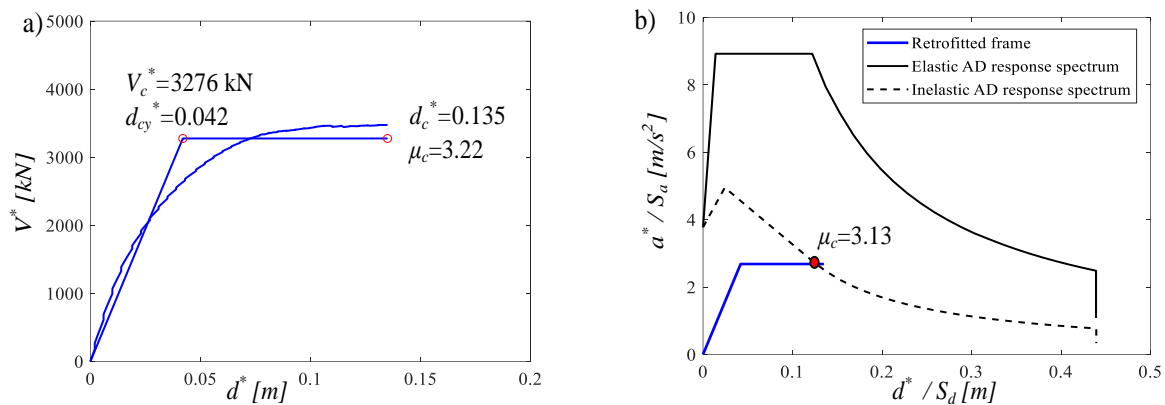 a)
5000
4000
3000
2000
1000
0
V* [kN]
V_c*=3276 kN
d_cy*=0.042
d_c*=0.135
μ_c=3.22
0 0.05 0.1 0.15 0.2
d* [m]
b)
10
8
6
4
2
0
a* / S_a [m/s²]
Retrofitted frame
Elastic AD response spectrum
Inelastic AD response spectrum
μ_c=3.13
0 0.1 0.2 0.3 0.4 0.5
d* / S_d [m]